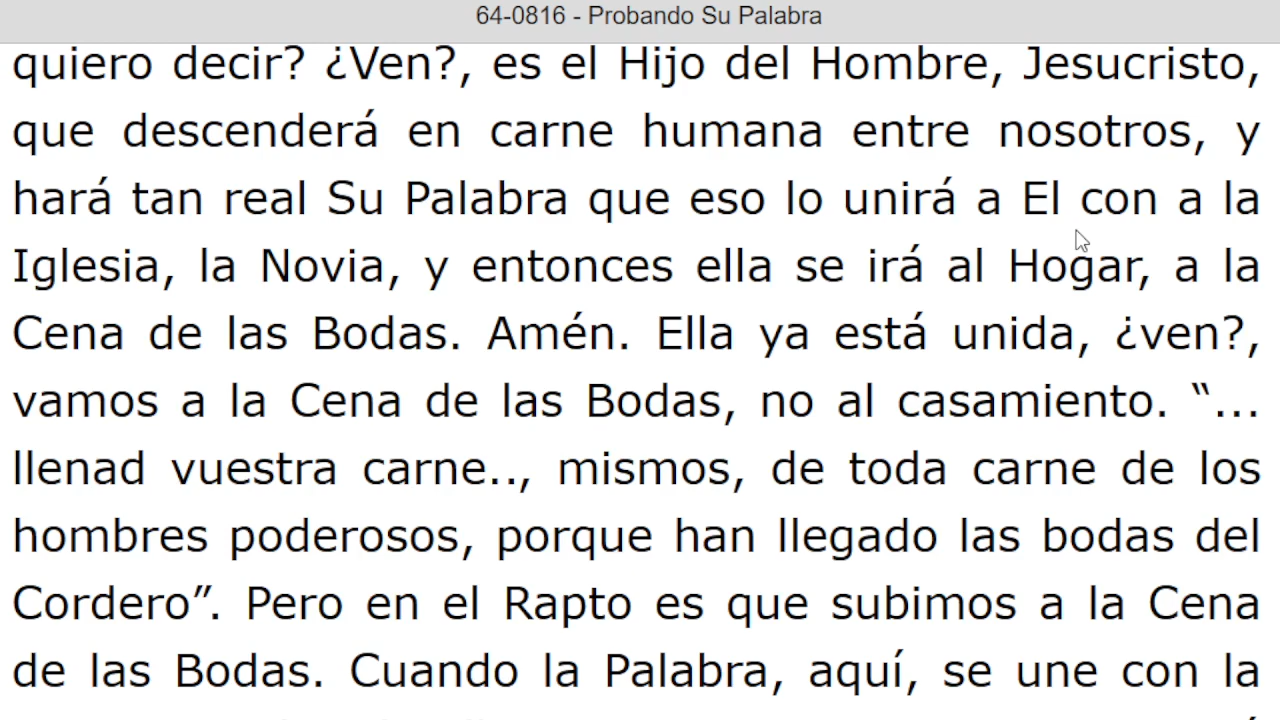 64-0816 - Probando Su Palabra
quiero decir? ¿Ven?, es el Hijo del Hombre, Jesucristo,
que descenderá en carne humana entre nosotros, y
hará tan real Su Palabra que eso lo unirá a El con a la
Iglesia, la Novia, y entonces ella se irá al Hogar, a la
Cena de las Bodas. Amén. Ella ya está unida, ¿ven?,
vamos a la Cena de las Bodas, no al casamiento. “...
llenad vuestra carne.., mismos, de toda carne de los
hombres poderosos, porque han llegado las bodas del
Cordero”. Pero en el Rapto es que subimos a la Cena
de las Bodas. Cuando la Palabra, aquí, se une con la